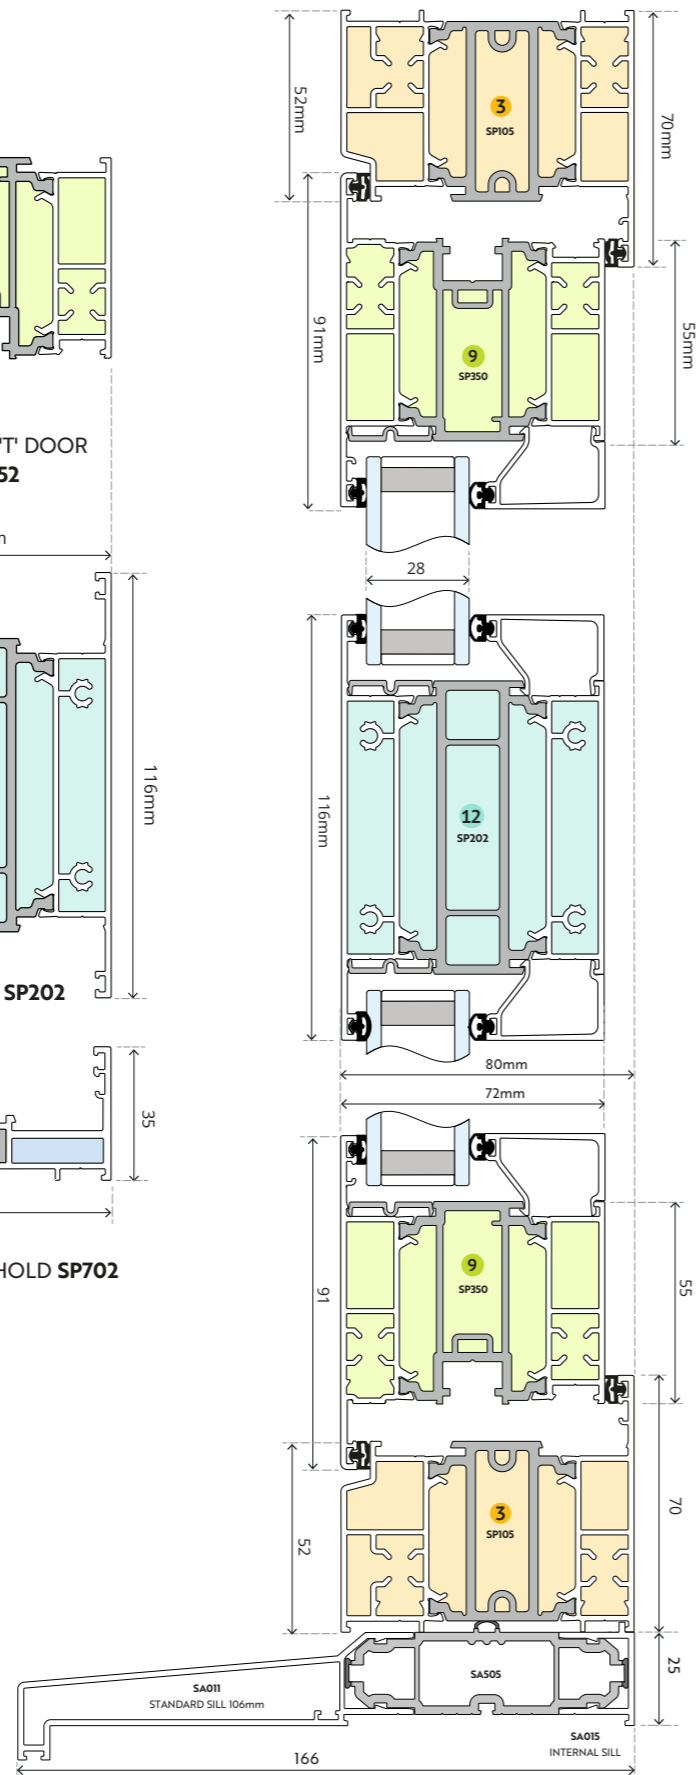 52mm
3
SP105
70mm
91mm
9
SP350
55mm
'T' DOOR
52
28
116mm
116mm
12
SP202
SP202
80mm
72mm
35
HOLD SP702
91
9
SP350
55
52
3
SP105
70
25
SA011
STANDARD SILL 106mm
SA505
SA015
INTERNAL SILL
166